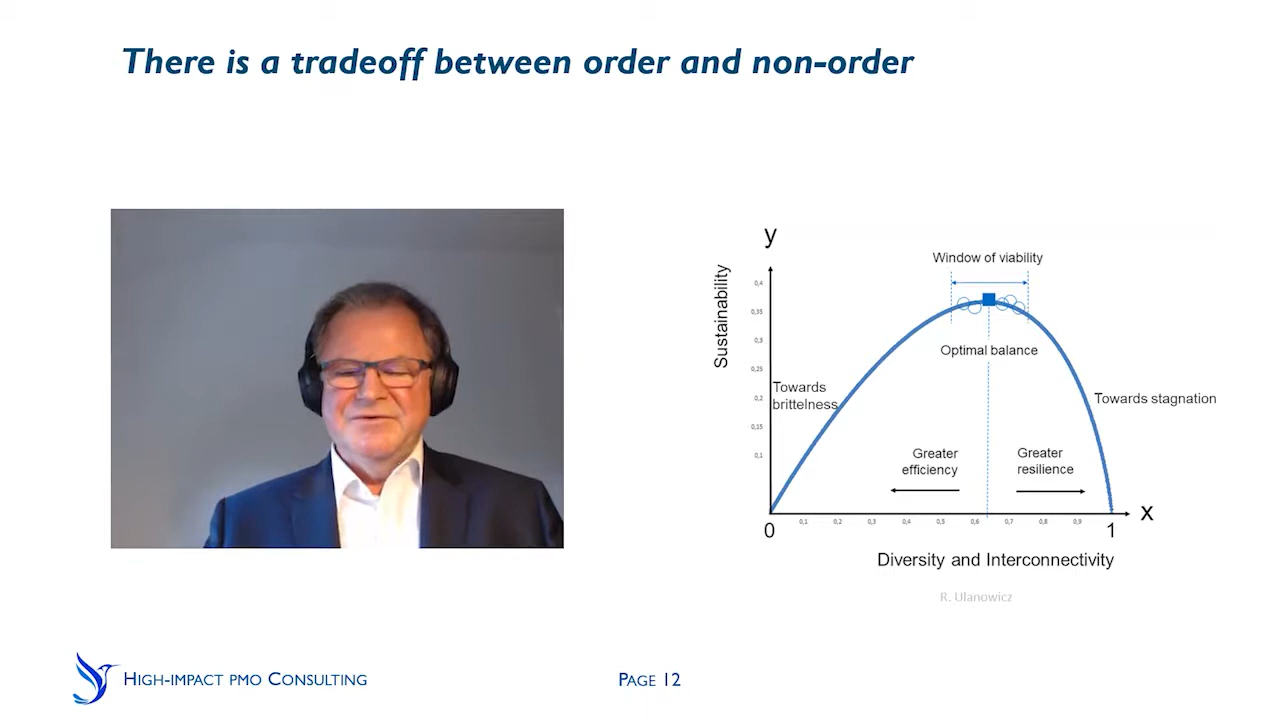 There is a tradeoff between order and non-order
y
Sustainability
Window of viability
0,4
0,35
0,3
0,25
0,2
0,15
0,1
Optimal balance
Towards
brittelness
Towards stagnation
Greater
efficiency
Greater
resilience
0
0,1
0,2
0,3
0,4
0,5
0,6
0,7
0,8
0,9
1
x
Diversity and Interconnectivity
R. Ulanowicz
HIGH-IMPACT PMO CONSULTING
PAGE 12